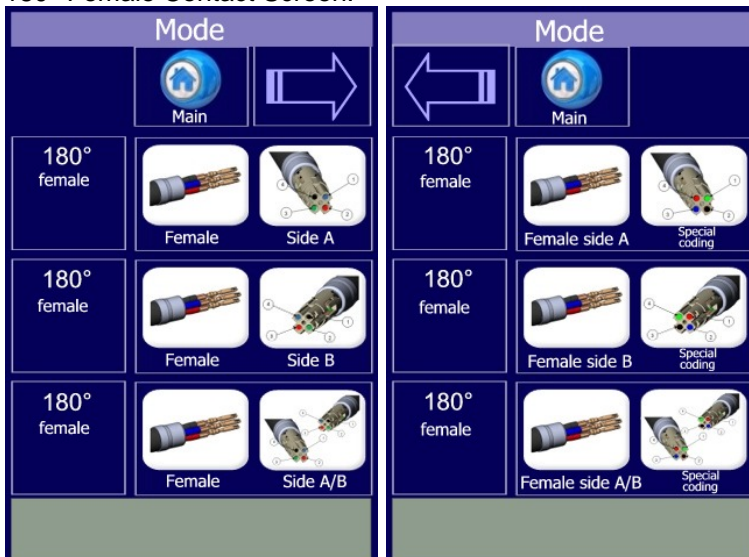 180° Female Contact Screen:
Mode
Main
180°
female
Female
Side A
180°
female
Female
Side B
180°
female
Female
Side A/B
Mode
Main
180°
female
Female side A
Special
coding
180°
female
Female side B
Special
coding
180°
female
Female side A/B
Special
coding